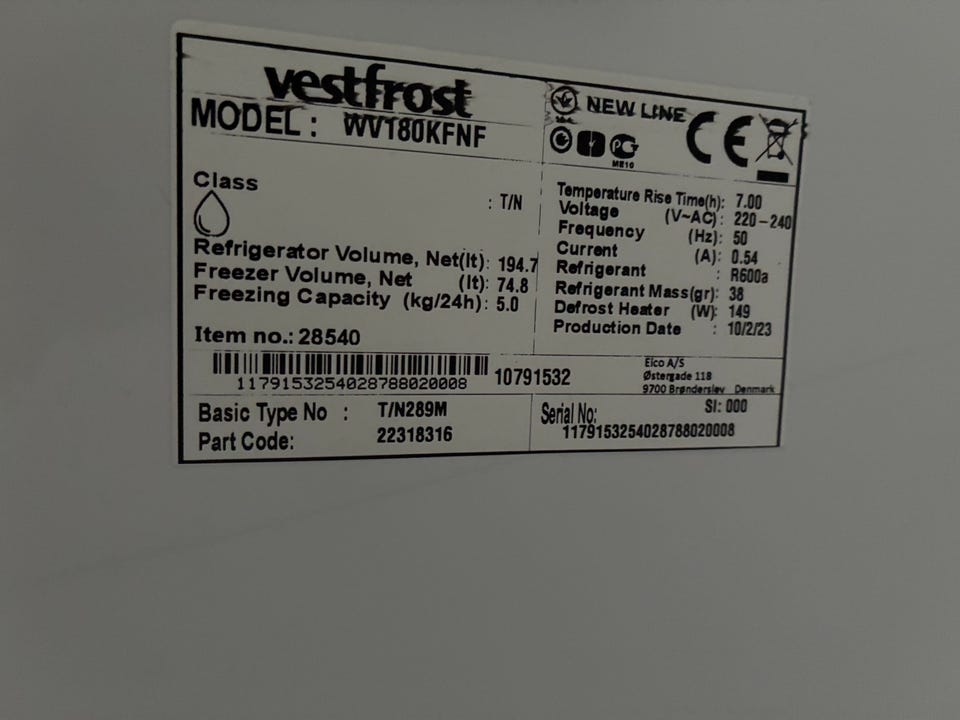 vestfrost
MODEL : WV180KFNF
NEW LINE
CE
ME10
Class : T/N
Refrigerator Volume, Net(lt): 194.7
Freezer Volume, Net (lt): 74.8
Freezing Capacity (kg/24h): 5.0
Item no.: 28540
Temperature Rise Time(h): 7.00
Voltage (V~AC) : 220-240
Frequency (Hz): 50
Current (A): 0.54
Refrigerant : R600a
Refrigerant Mass(gr): 38
Defrost Heater (W): 149
Production Date : 10/2/23
1179153254028788020008
10791532
Elco A/S
Østergade 118
9700 Brønderslev Denmark
Basic Type No : T/N289M
Part Code: 22318316
SI: 000
Serial No:
1179153254028788020008